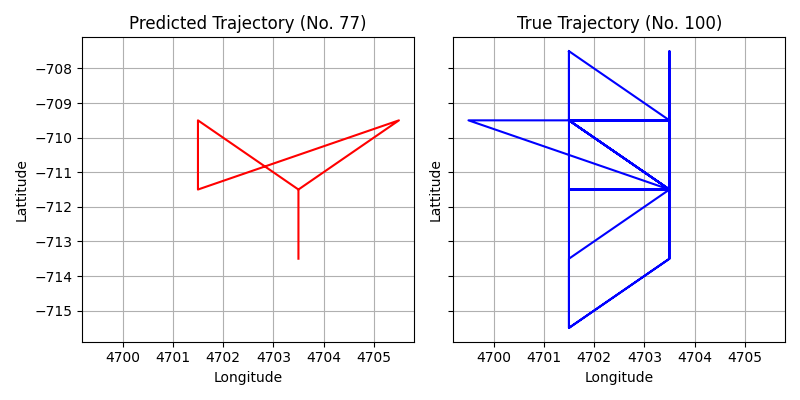 Predicted Trajectory (No. 77)
True Trajectory (No. 100)
−708
−709
−710
−711
−712
−713
−714
−715
Lattitude
Lattitude
4700 4701 4702 4703 4704 4705
4700 4701 4702 4703 4704 4705
Longitude
Longitude